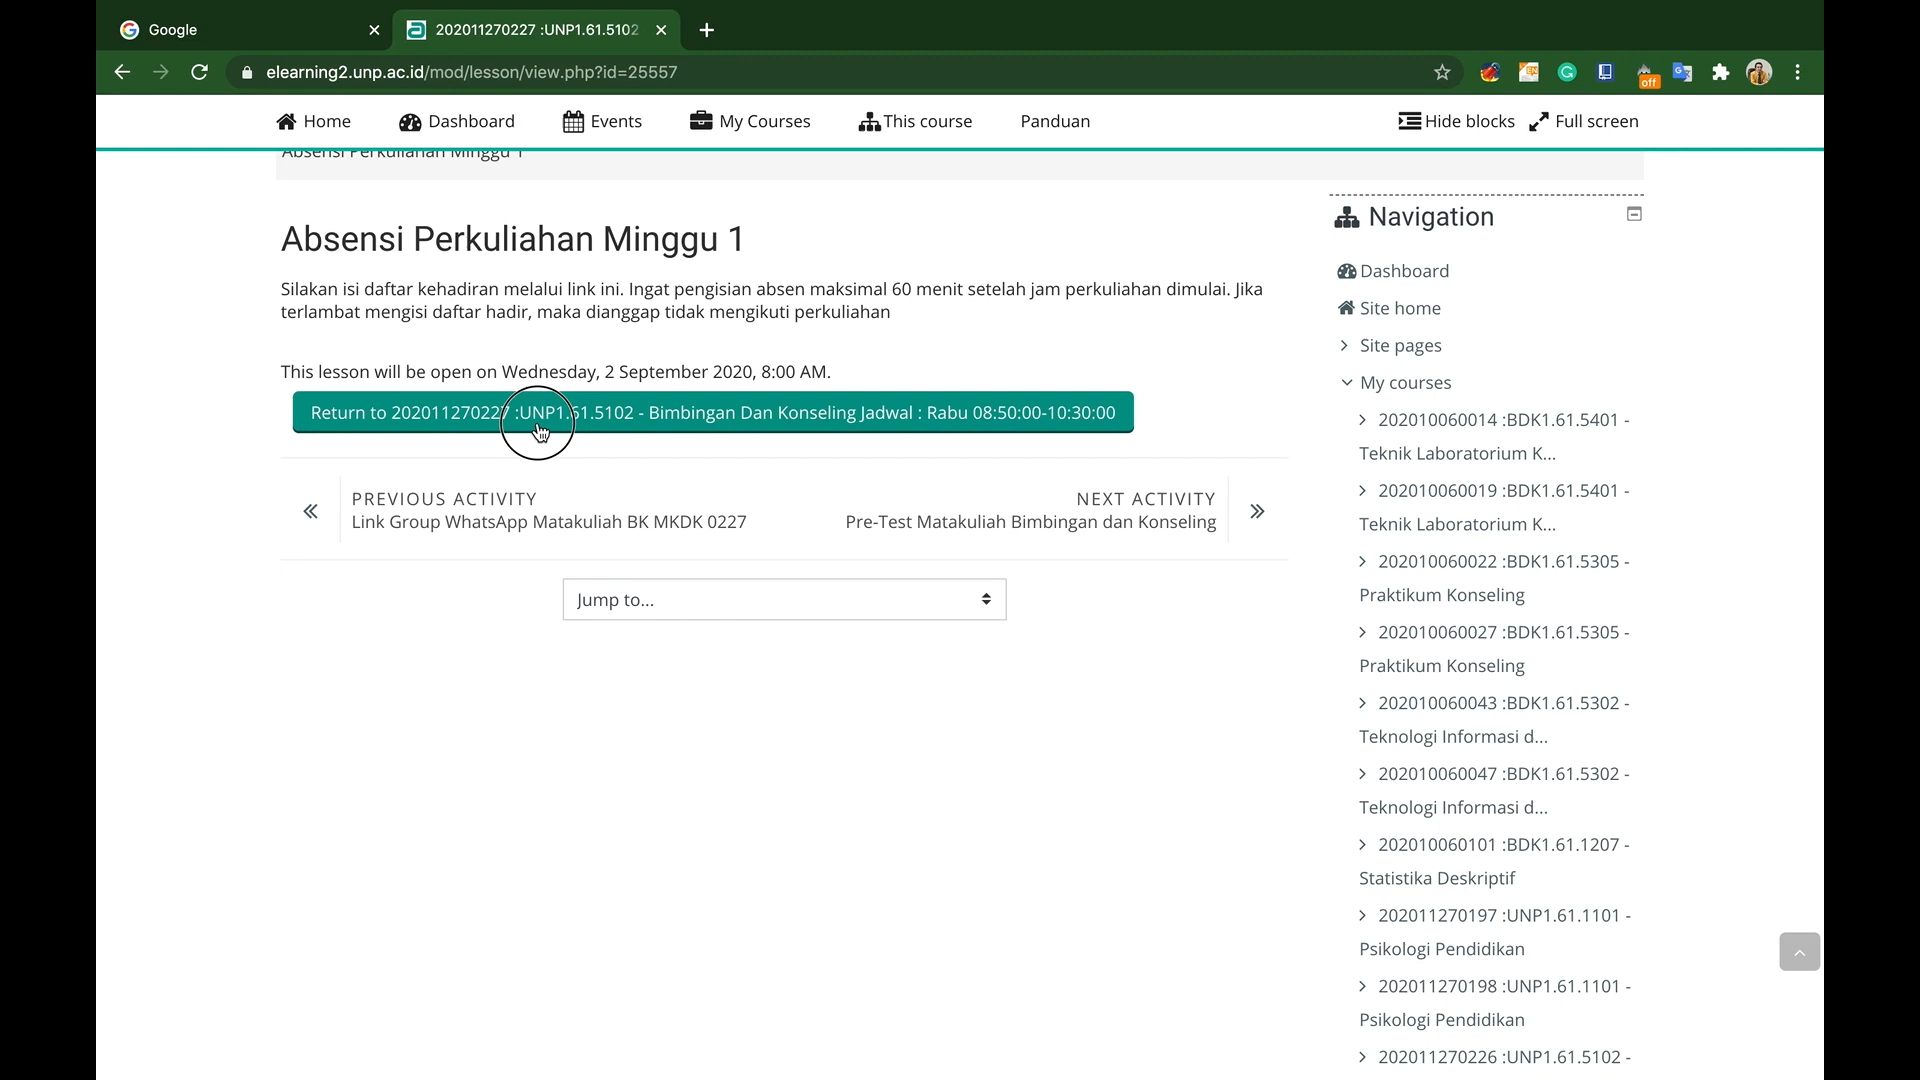 Google
202011270227 :UNP1.61.5102
elearning2.unp.ac.id/mod/lesson/view.php?id=25557
off
Home
Dashboard
Events
My Courses
This course
Panduan
Hide blocks
Full screen
Absensi Perkuliahan Minggu 1
Absensi Perkuliahan Minggu 1
Silakan isi daftar kehadiran melalui link ini. Ingat pengisian absen maksimal 60 menit setelah jam perkuliahan dimulai. Jika
terlambat mengisi daftar hadir, maka dianggap tidak mengikuti perkuliahan
This lesson will be open on Wednesday, 2 September 2020, 8:00 AM.
Return to 202011270227 :UNP1.61.5102 - Bimbingan Dan Konseling Jadwal : Rabu 08:50:00-10:30:00
PREVIOUS ACTIVITY
Link Group WhatsApp Matakuliah BK MKDK 0227
NEXT ACTIVITY
Pre-Test Matakuliah Bimbingan dan Konseling
Jump to...
Navigation
Dashboard
Site home
Site pages
My courses
202010060014 :BDK1.61.5401 -
Teknik Laboratorium K...
202010060019 :BDK1.61.5401 -
Teknik Laboratorium K...
202010060022 :BDK1.61.5305 -
Praktikum Konseling
202010060027 :BDK1.61.5305 -
Praktikum Konseling
202010060043 :BDK1.61.5302 -
Teknologi Informasi d...
202010060047 :BDK1.61.5302 -
Teknologi Informasi d...
202010060101 :BDK1.61.1207 -
Statistika Deskriptif
202011270197 :UNP1.61.1101 -
Psikologi Pendidikan
202011270198 :UNP1.61.1101 -
Psikologi Pendidikan
202011270226 :UNP1.61.5102 -